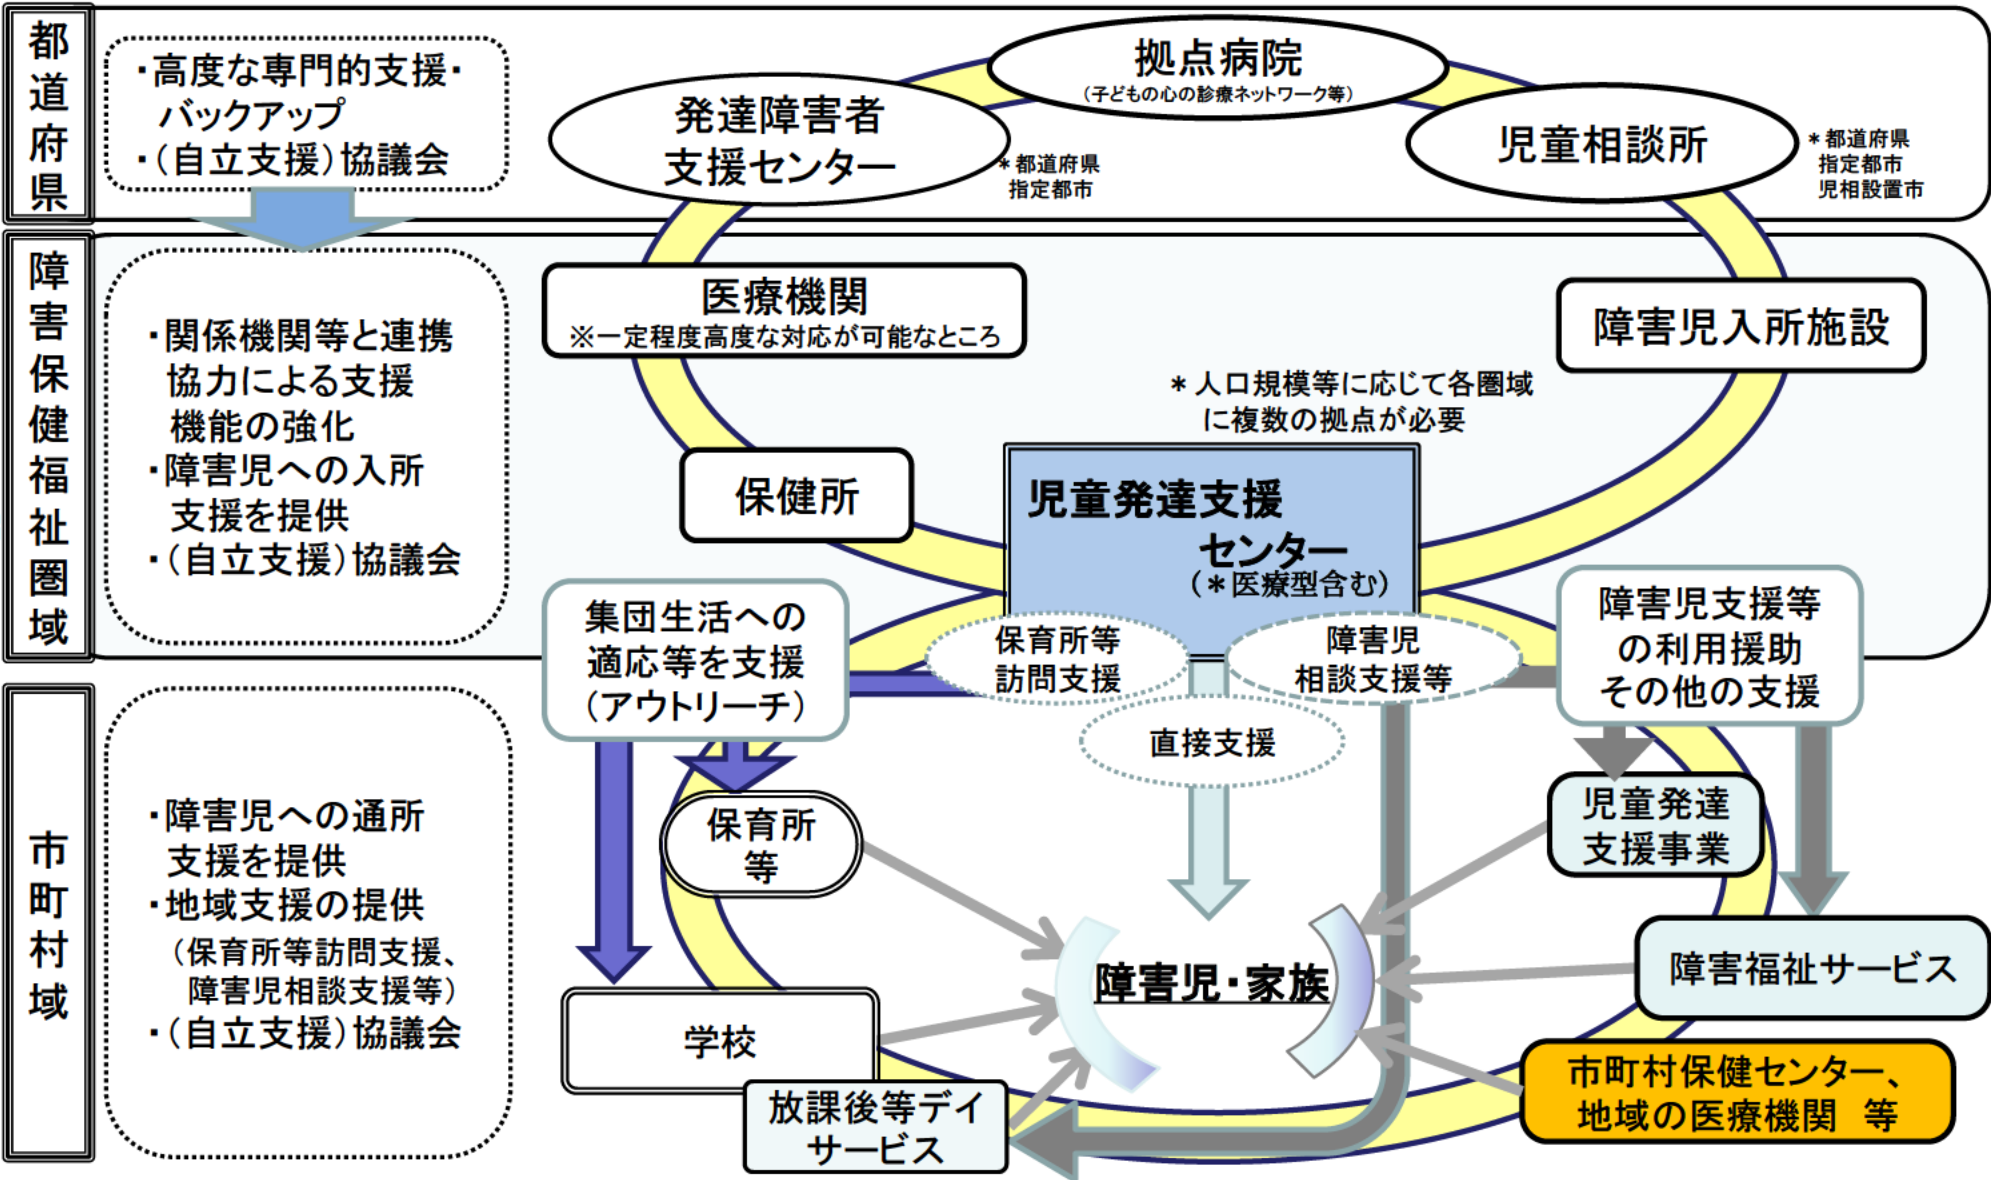 都道府県
・高度な専門的支援・
バックアップ
・（自立支援）協議会
拠点病院
（子どもの心の診療ネットワーク等）
発達障害者
支援センター
＊都道府県
指定都市
児童相談所
＊都道府県
指定都市
児相設置市
障害保健福祉圏域
・関係機関等と連携
協力による支援
機能の強化
・障害児への入所
支援を提供
・（自立支援）協議会
医療機関
※一定程度高度な対応が可能なところ
障害児入所施設
＊人口規模等に応じて各圏域
に複数の拠点が必要
保健所
児童発達支援
センター
（＊医療型含む）
集団生活への
適応等を支援
（アウトリーチ）
保育所等
訪問支援
障害児
相談支援等
障害児支援等
の利用援助
その他の支援
直接支援
市町村域
・障害児への通所
支援を提供
・地域支援の提供
（保育所等訪問支援、
障害児相談支援等）
・（自立支援）協議会
保育所
等
児童発達
支援事業
障害児・家族
障害福祉サービス
学校
放課後等デイ
サービス
市町村保健センター、
地域の医療機関　等